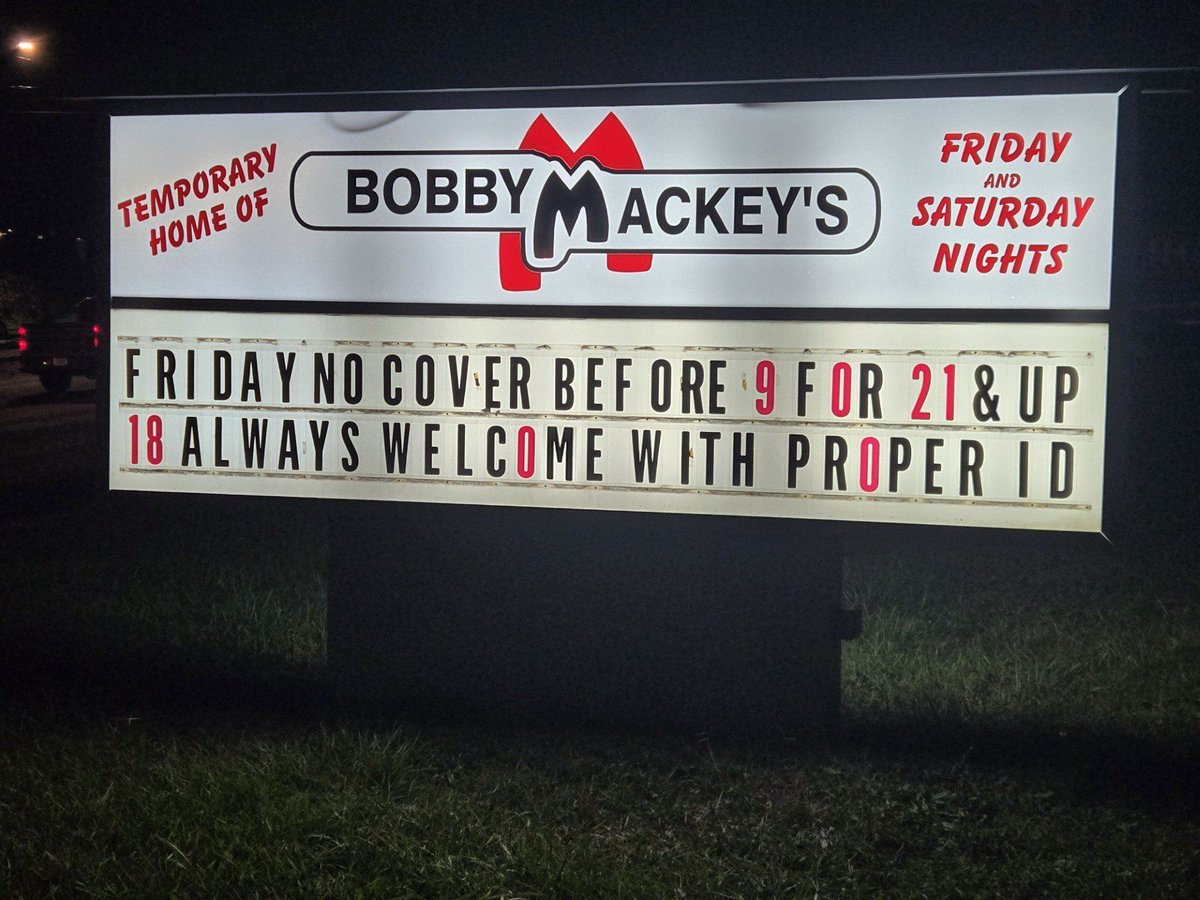 TEMPORARY
HOME OF
BOBBY MACKEY'S
FRIDAY
AND
SATURDAY
NIGHTS
FRIDAY NO COVER BEFORE 9 FOR 21 & UP
18 ALWAYS WELCOME WITH PROPER ID